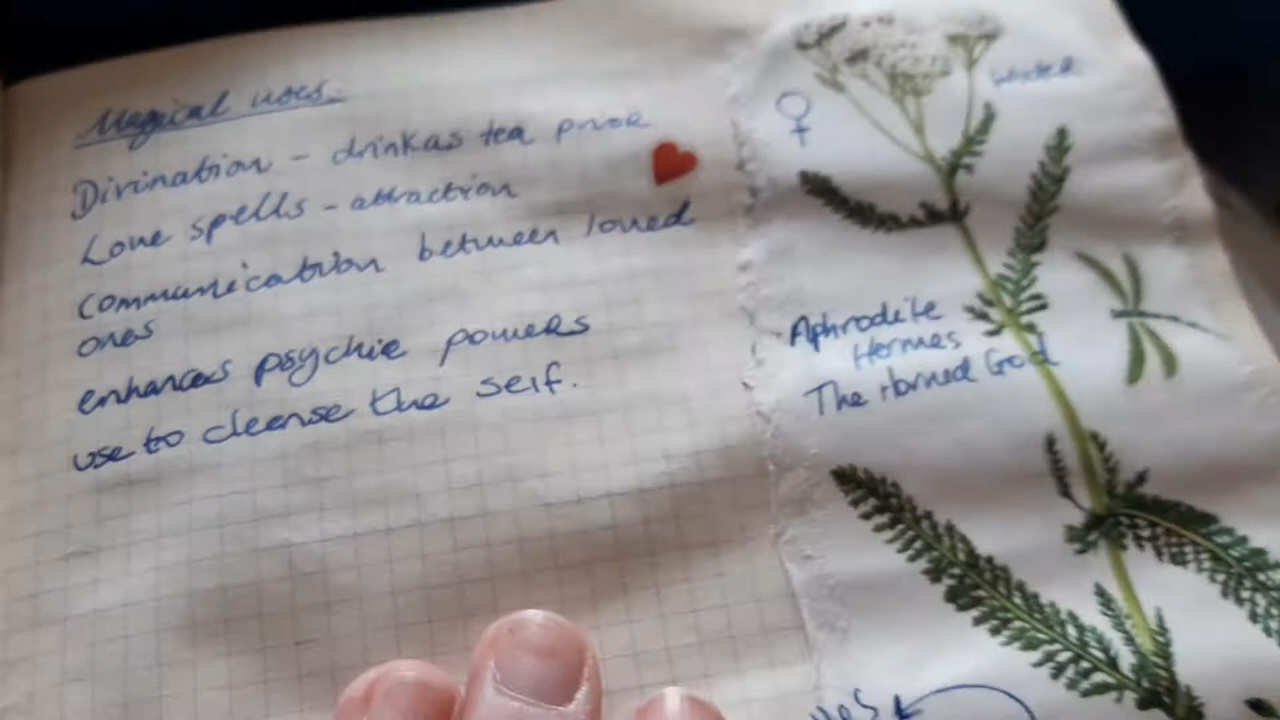 Magical uses.
Divination - drink as tea prior
Love spells - attraction
communication between loved
ones
enhances psychic powers
use to cleanse the self.
♀
Water
Aphrodite
Hermes
The Horned God